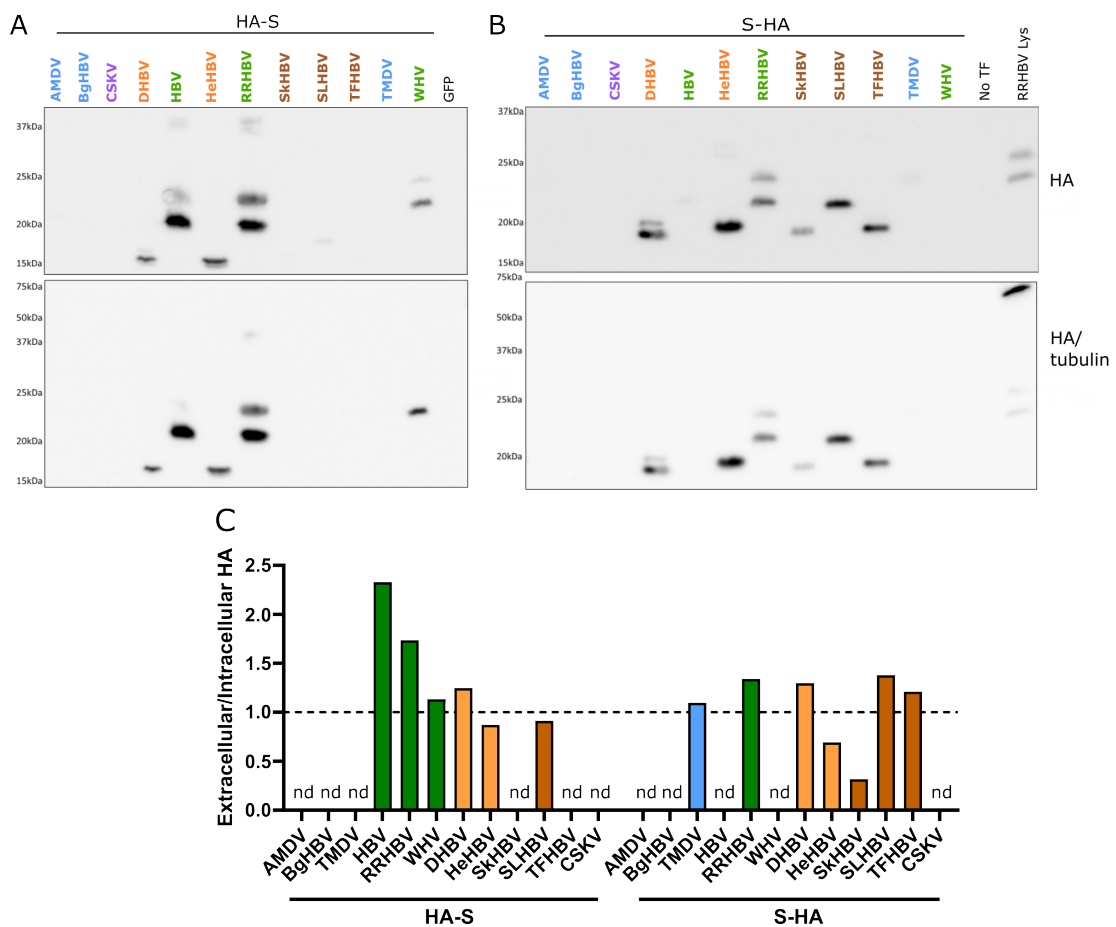 A
HA-S
AMDV BgHBV CSKV DHBV HBV HeHBV RRHBV SkHBV SLHBV TFHBV TMDV WHV GFP
37kDa
25kDa
20kDa
15kDa
75kDa
50kDa
37kDa
25kDa
20kDa
15kDa
B
S-HA
AMDV BgHBV CSKV DHBV HBV HeHBV RRHBV SkHBV SLHBV TFHBV TMDV WHV No TF RRHBV Lys
37kDa
25kDa
20kDa
15kDa
HA
75kDa
50kDa
37kDa
25kDa
20kDa
HA/
tubulin
C
Extracellular/Intracellular HA
2.5
2.0
1.5
1.0
0.5
0.0
nd nd nd nd nd nd nd nd nd nd nd
AMDV BgHBV TMDV HBV RRHBV WHV DHBV HeHBV SkHBV SLHBV TFHBV CSKV AMDV BgHBV TMDV HBV RRHBV WHV DHBV HeHBV SkHBV SLHBV TFHBV CSKV
HA-S S-HA